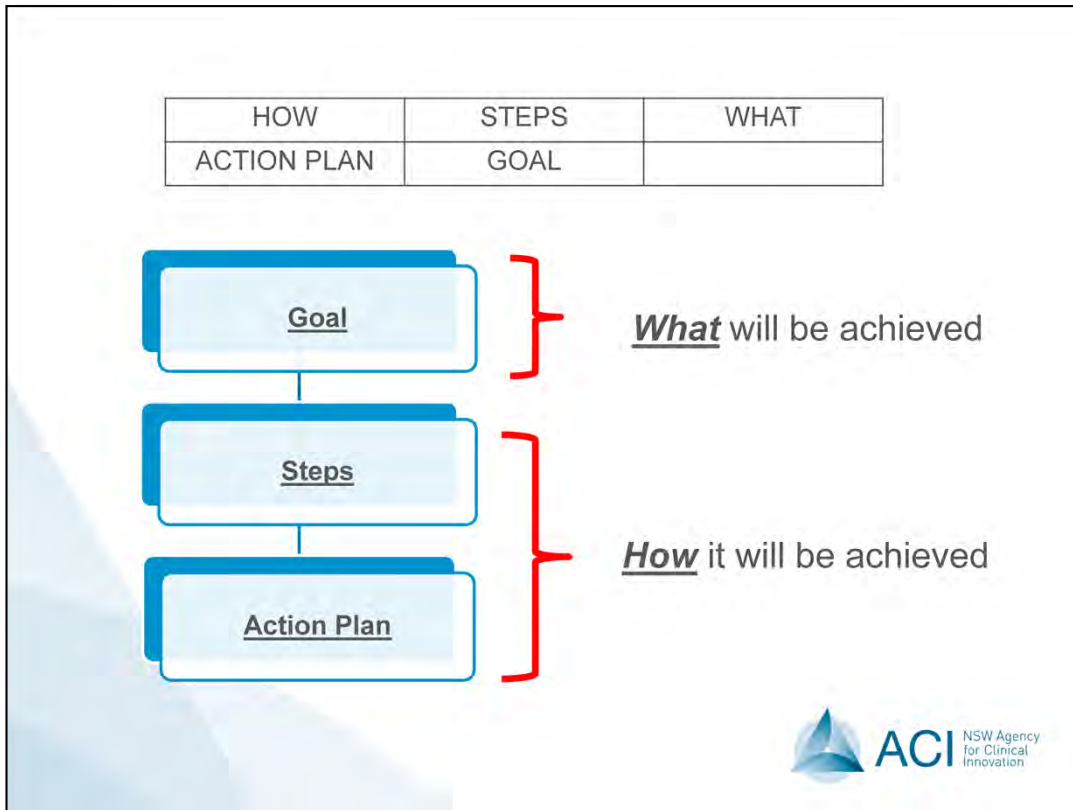 HOW STEPS WHAT
ACTION PLAN GOAL
Goal
What will be achieved
Steps
How it will be achieved
Action Plan
ACI NSW Agency
for Clinical
Innovation